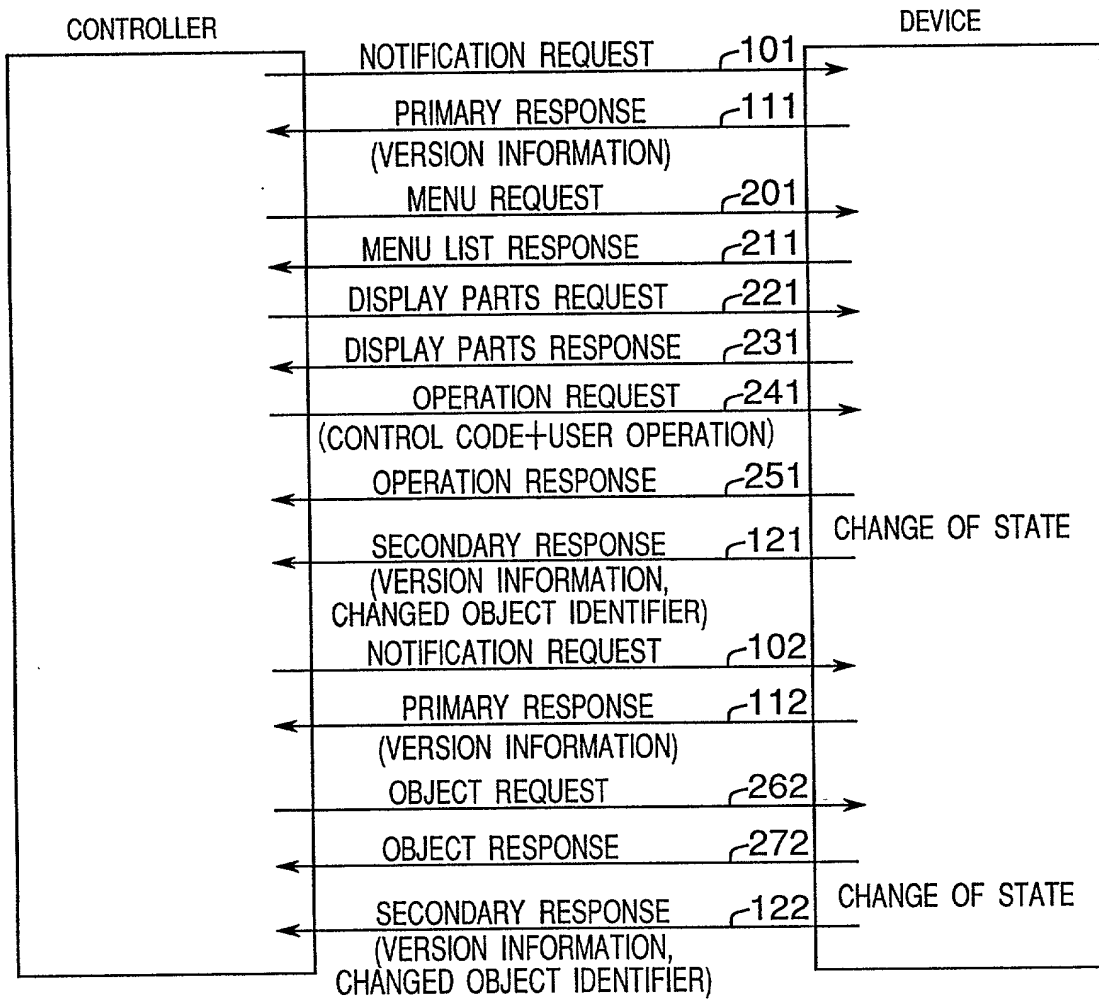 CONTROLLER
DEVICE
NOTIFICATION REQUEST 101
PRIMARY RESPONSE 111
(VERSION INFORMATION)
MENU REQUEST 201
MENU LIST RESPONSE 211
DISPLAY PARTS REQUEST 221
DISPLAY PARTS RESPONSE 231
OPERATION REQUEST 241
(CONTROL CODE+USER OPERATION)
OPERATION RESPONSE 251
CHANGE OF STATE
SECONDARY RESPONSE 121
(VERSION INFORMATION,
CHANGED OBJECT IDENTIFIER)
NOTIFICATION REQUEST 102
PRIMARY RESPONSE 112
(VERSION INFORMATION)
OBJECT REQUEST 262
OBJECT RESPONSE 272
CHANGE OF STATE
SECONDARY RESPONSE 122
(VERSION INFORMATION,
CHANGED OBJECT IDENTIFIER)